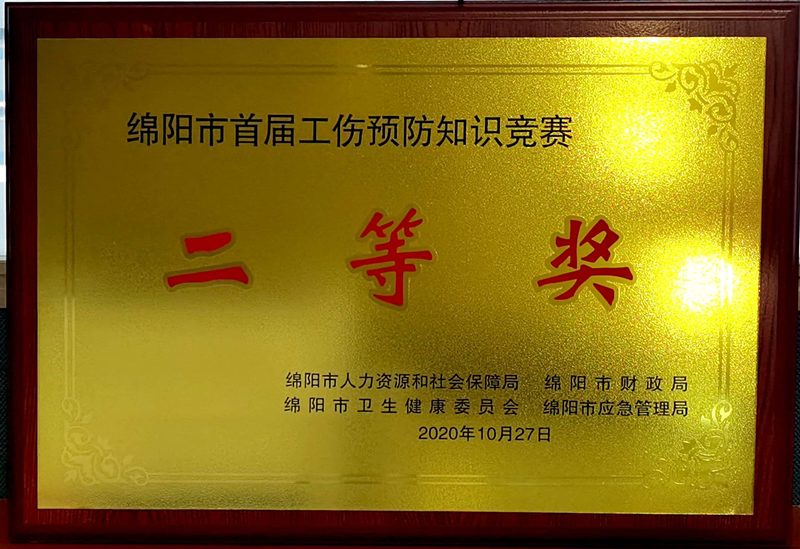 绵阳市首届工伤预防知识竞赛
二等奖
绵阳市人力资源和社会保障局 绵阳市财政局
绵阳市卫生健康委员会 绵阳市应急管理局
2020年10月27日